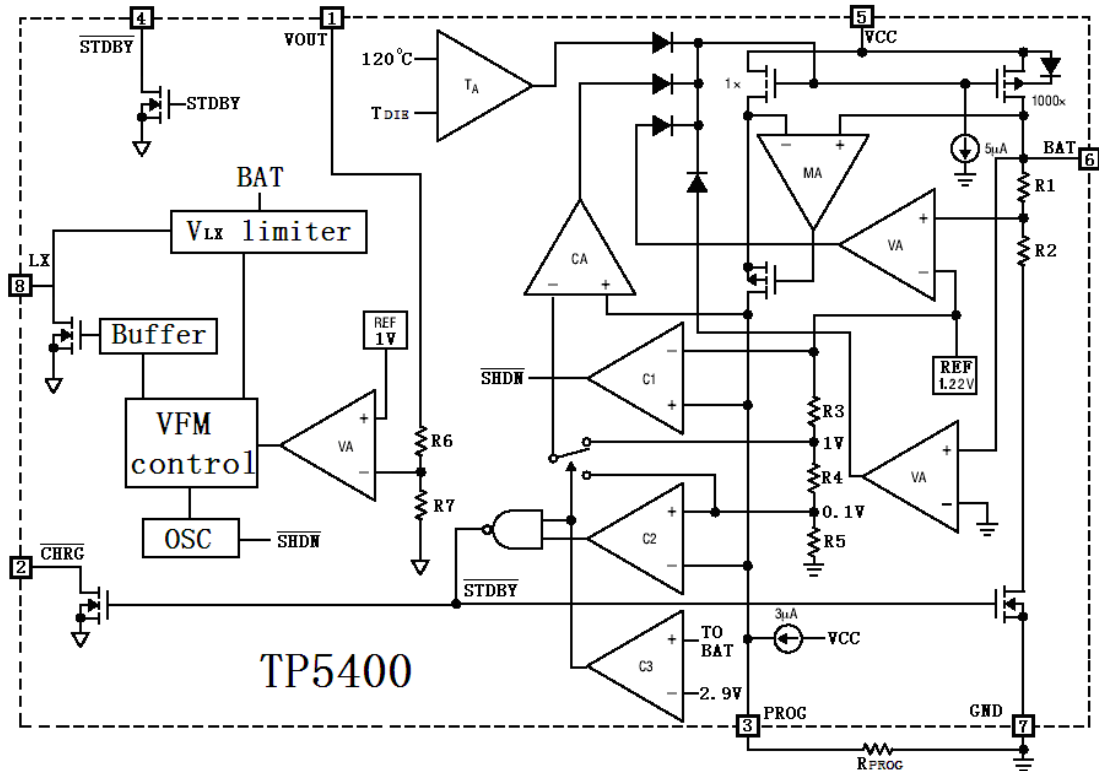 4
STDBY
1
VOUT
5
VCC
120°C
TA
TDIE
STDBY
1×
1000×
5μA
BAT
6
MA
R1
VA
R2
BAT
VLX limiter
LX
8
CA
Buffer
REF
1V
SHDN
C1
REF
1.22V
R3
1V
VFM
control
VA
R6
R4
VA
R7
0.1V
OSC
SHDN
C2
R5
CHRG
2
STDBY
3μA
VCC
C3
TO
BAT
2.9V
TP5400
3
PROG
GND
7
RPROG